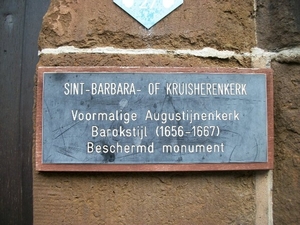 SINT-BARBARA- OF KRUISHERENKERK
Voormalige Augustijnenkerk
Barokstijl (1656-1667)
Beschermd monument